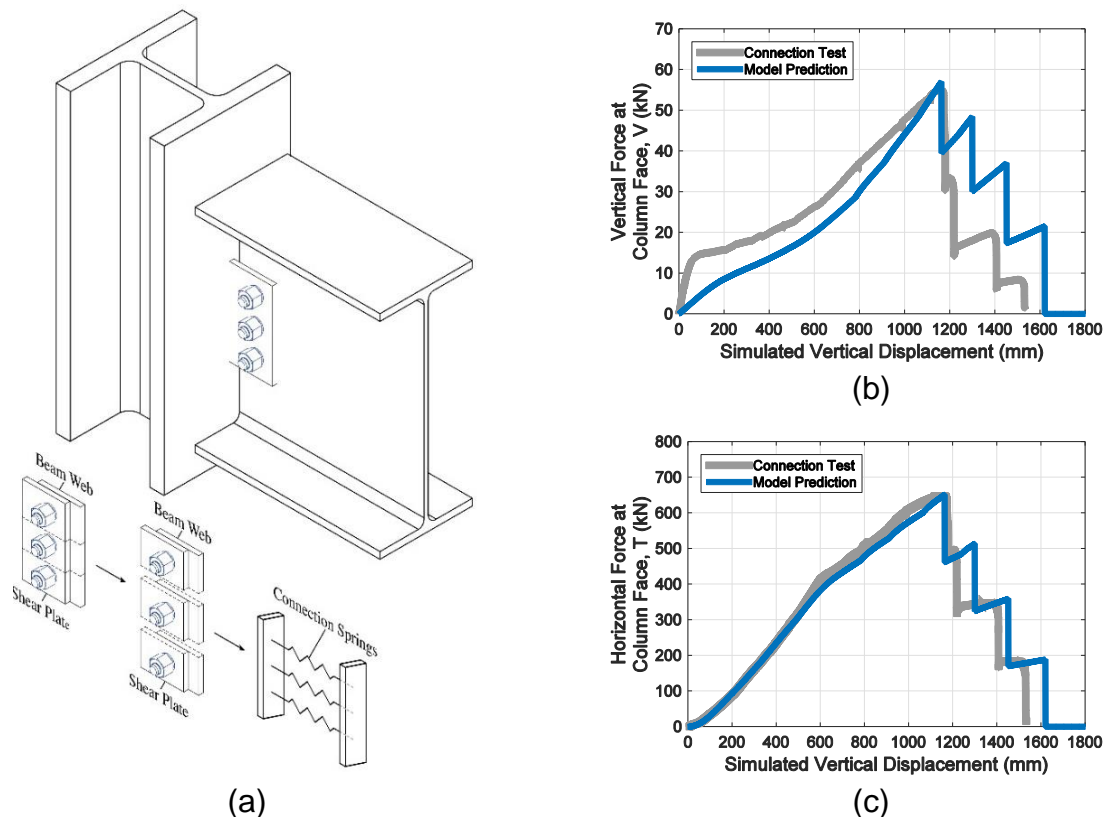 Beam Web
Shear Plate
Beam Web
Shear Plate
Connection Springs
(a)
70
60
50
40
30
20
10
0
Vertical Force at
Column Face, V (kN)
Connection Test
Model Prediction
0 200 400 600 800 1000 1200 1400 1600 1800
Simulated Vertical Displacement (mm)
(b)
800
700
600
500
400
300
200
100
0
Horizontal Force at
Column Face, T (kN)
Connection Test
Model Prediction
0 200 400 600 800 1000 1200 1400 1600 1800
Simulated Vertical Displacement (mm)
(c)